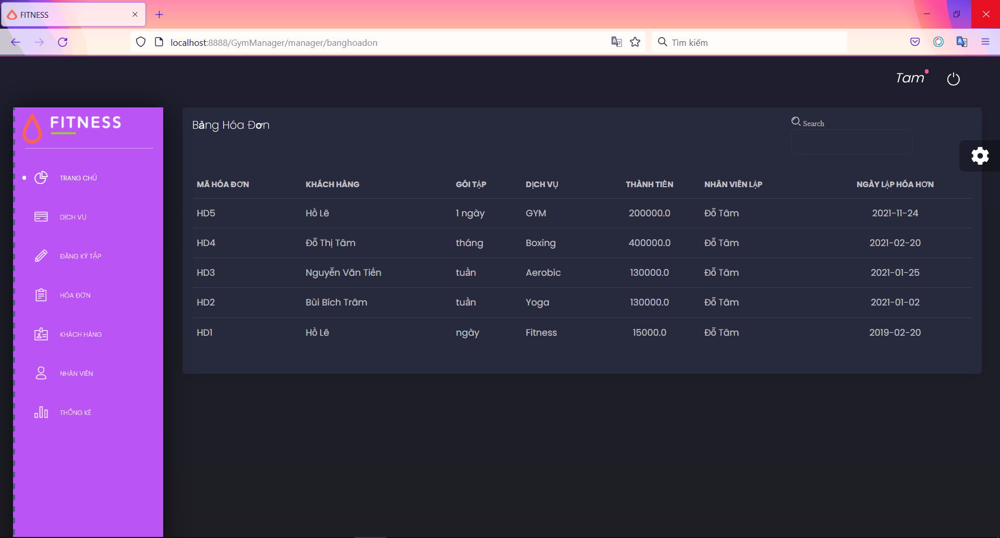 FITNESS
localhost:8888/GymManager/manager/banghoadon
Tìm kiếm
Tam
FITNESS
TRANG CHỦ
DỊCH VỤ
ĐĂNG KÝ TẬP
HÓA ĐƠN
KHÁCH HÀNG
NHÂN VIÊN
THỐNG KÊ
Bảng Hóa Đơn
Search
MÃ HÓA ĐƠN KHÁCH HÀNG GÓI TẬP DỊCH VỤ THÀNH TIỀN NHÂN VIÊN LẬP NGÀY LẬP HÓA HƠN
HD5 Hồ Lê 1 ngày GYM 200000.0 Đỗ Tâm 2021-11-24
HD4 Đỗ Thị Tâm tháng Boxing 400000.0 Đỗ Tâm 2021-02-20
HD3 Nguyễn Văn Tiến tuần Aerobic 130000.0 Đỗ Tâm 2021-01-25
HD2 Bùi Bích Trâm tuần Yoga 130000.0 Đỗ Tâm 2021-01-02
HD1 Hồ Lê ngày Fitness 15000.0 Đỗ Tâm 2019-02-20